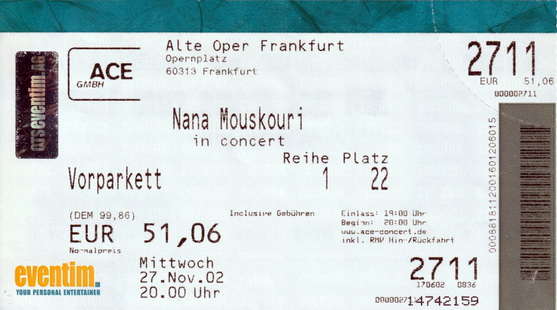 Alte Oper Frankfurt
Opernplatz
60313 Frankfurt
ACE
GMBH
2711
EUR 51,06
000002711
Nana Mouskouri
in concert
Reihe Platz
Vorparkett 1 22
(DEM 99,86)
Inclusive Gebühren
Einlass: 19:00 Uhr
Beginn: 20:00 Uhr
www.ace-concert.de
inkl. RMV Hin-/Rückfahrt
EUR 51,06
Normalpreis
Mittwoch
27.Nov.02
20.00 Uhr
eventim.
YOUR PERSONAL ENTERTAINER
2711
170602 0836
14742159